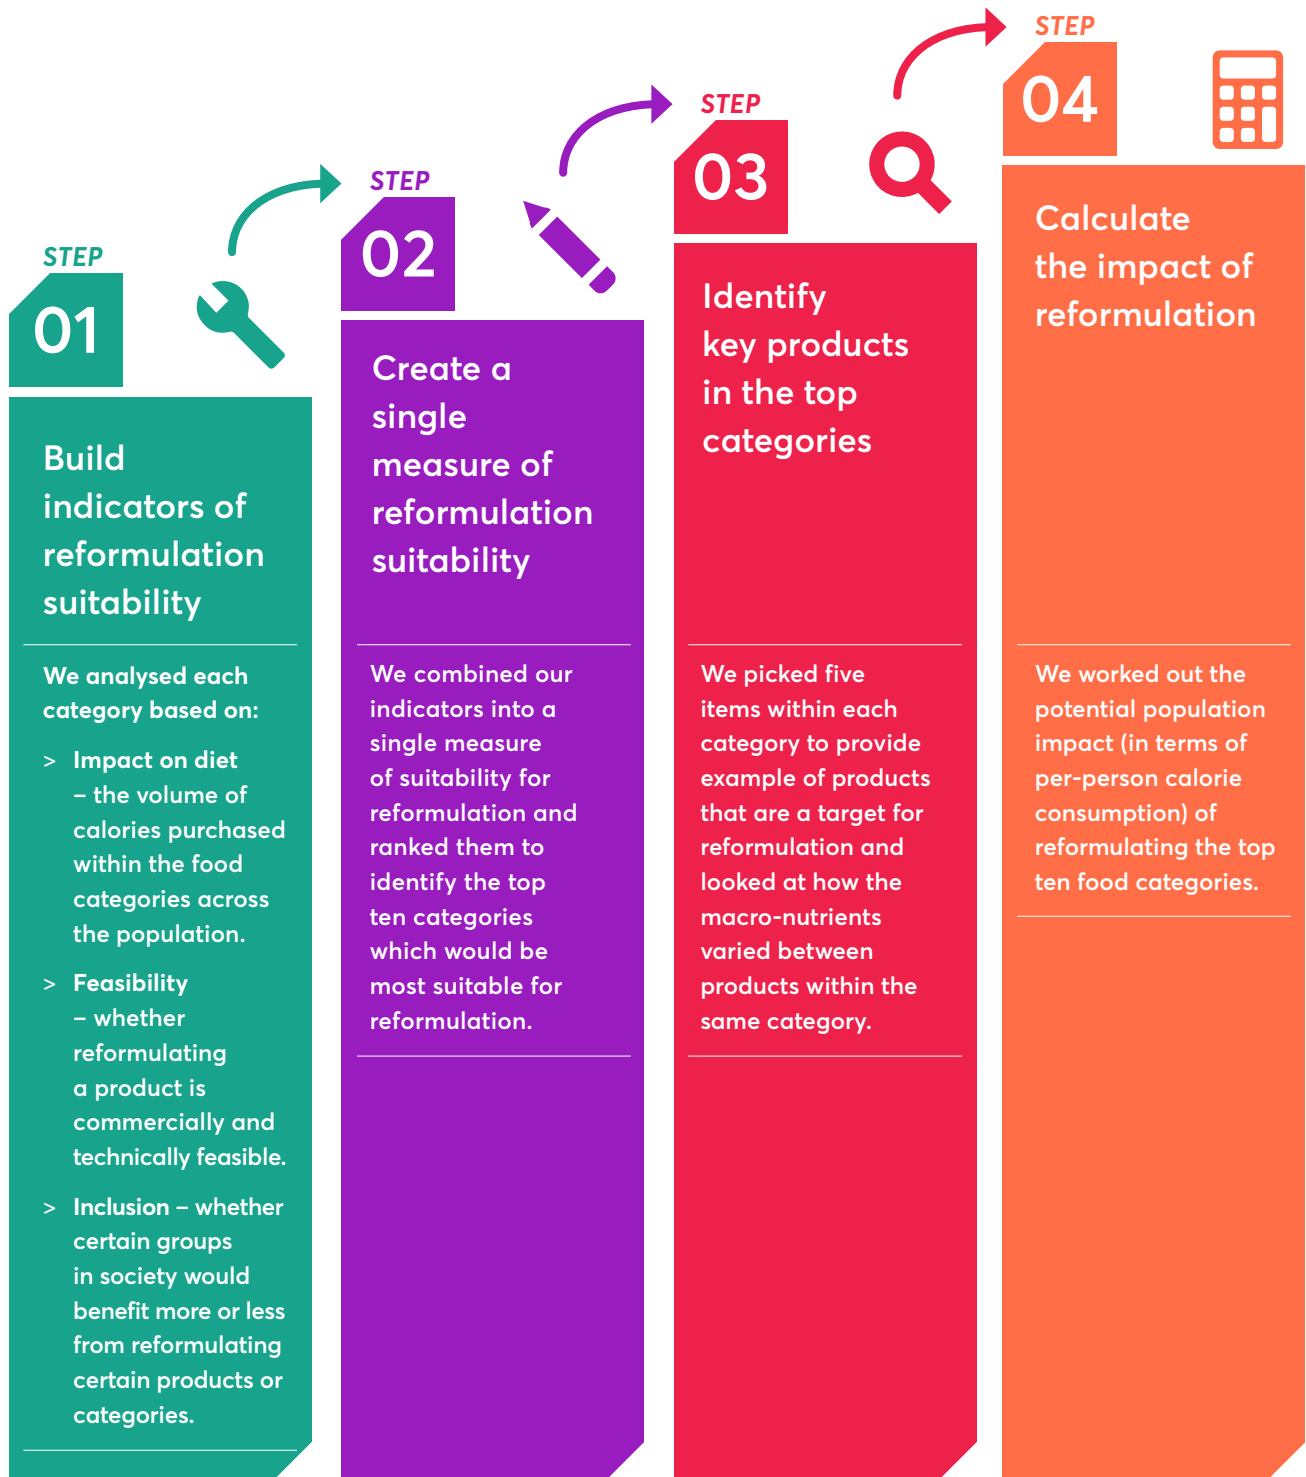 STEP
01
Build
indicators of
reformulation
suitability
We analysed each
category based on:
> Impact on diet
– the volume of
calories purchased
within the food
categories across
the population.
> Feasibility
– whether
reformulating
a product is
commercially and
technically feasible.
> Inclusion – whether
certain groups
in society would
benefit more or less
from reformulating
certain products or
categories.
STEP
02
Create a
single
measure of
reformulation
suitability
We combined our
indicators into a
single measure
of suitability for
reformulation and
ranked them to
identify the top
ten categories
which would be
most suitable for
reformulation.
STEP
03
Identify
key products
in the top
categories
We picked five
items within each
category to provide
example of products
that are a target for
reformulation and
looked at how the
macro-nutrients
varied between
products within the
same category.
STEP
04
Calculate
the impact of
reformulation
We worked out the
potential population
impact (in terms of
per-person calorie
consumption) of
reformulating the top
ten food categories.